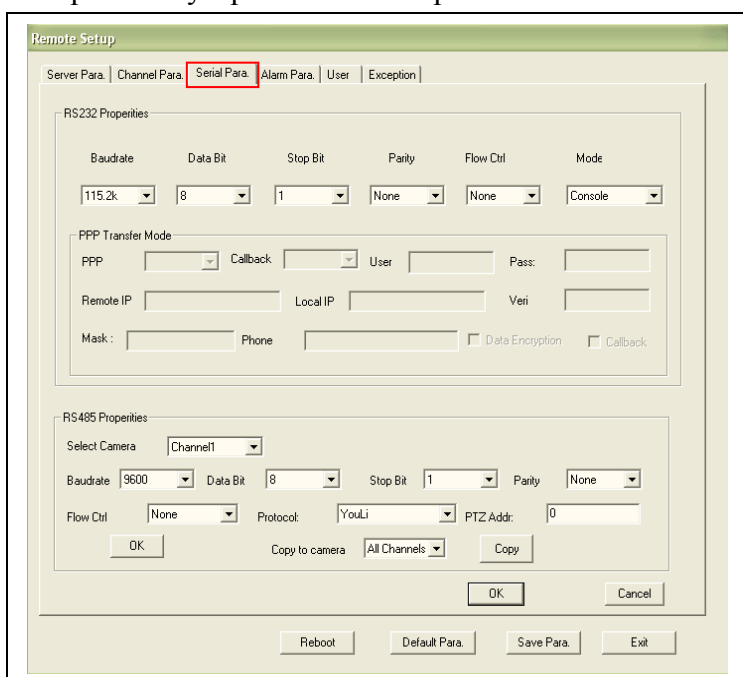 Remote Setup
Server Para. Channel Para. Serial Para. Alarm Para. User Exception
RS232 Properities
Baudrate Data Bit Stop Bit Parity Flow Ctrl Mode
115.2k 8 1 None None Console
PPP Transfer Mode
PPP Callback User Pass:
Remote IP Local IP Veri
Mask : Phone Data Encryption Callback
RS485 Properities
Select Camera Channel1
Baudrate 9600 Data Bit 8 Stop Bit 1 Parity None
Flow Ctrl None Protocol: YouLi PTZ Addr: 0
OK Copy to camera All Channels Copy
OK Cancel
Reboot Default Para. Save Para. Exit